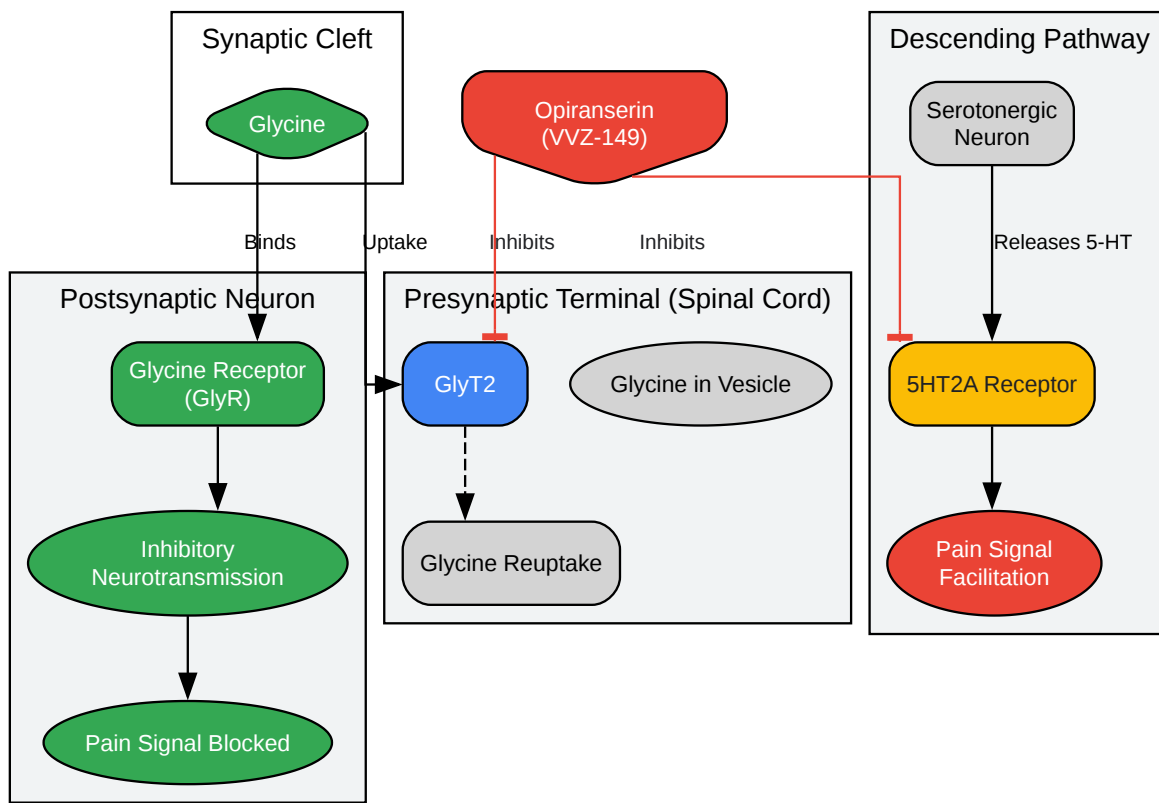 Synaptic Cleft
Glycine
Opiranserin
(VVZ-149)
Descending Pathway
Serotonergic
Neuron
Binds
Uptake
Inhibits
Inhibits
Releases 5-HT
Postsynaptic Neuron
Glycine Receptor
(GlyR)
Inhibitory
Neurotransmission
Pain Signal Blocked
Presynaptic Terminal (Spinal Cord)
GlyT2
Glycine in Vesicle
Glycine Reuptake
5HT2A Receptor
Pain Signal
Facilitation